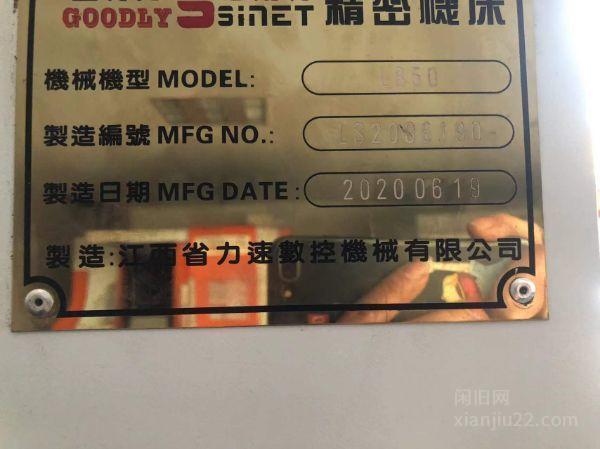 GOODLY S SINET 精密機床
機械機型 MODEL: L850
製造編號 MFG NO.:
製造日期 MFG DATE: 20200619
製造:江西省力速數控機械有限公司
闲旧网
xianjiu22.com